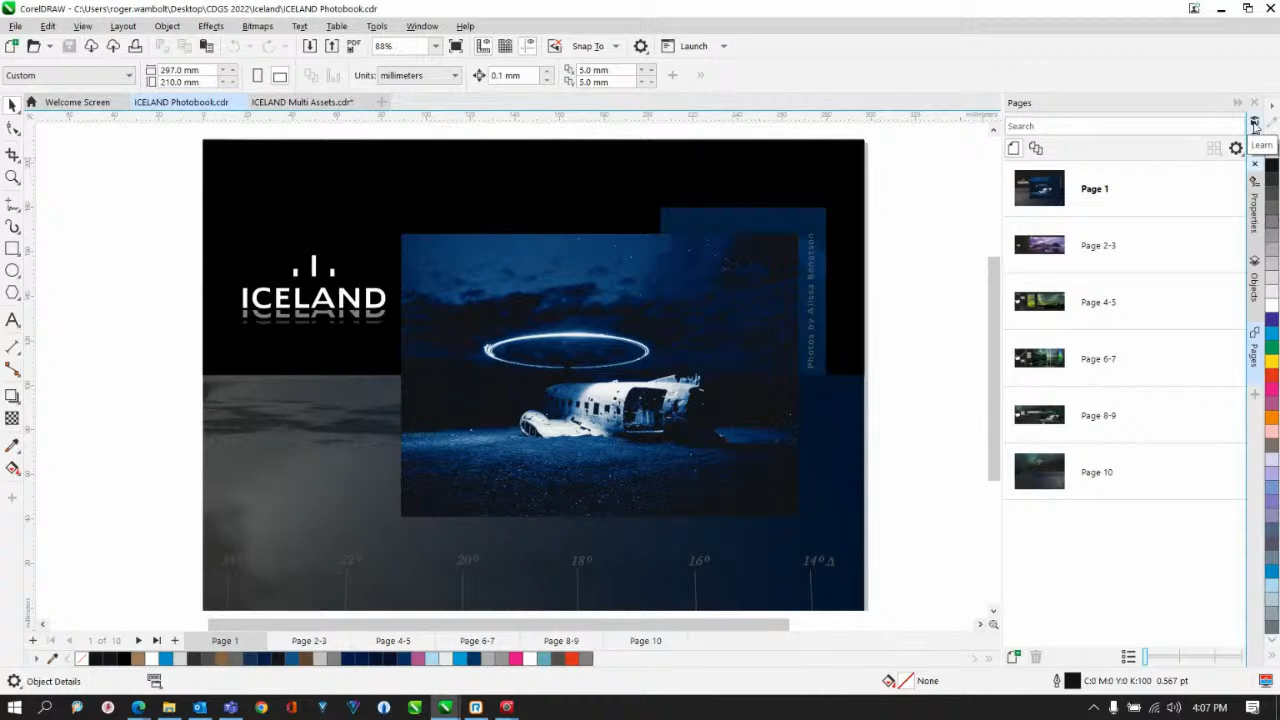 CorelDRAW - C:\Users\roger.wambolt\Desktop\CDGS 2022\Iceland\ICELAND Photobook.cdr
File Edit View Layout Object Effects Bitmaps Text Table Tools Window Help
PDF 88% Snap To Launch
Custom 297.0 mm 210.0 mm Units: millimeters 0.1 mm 5.0 mm 5.0 mm
Welcome Screen ICELAND Photobook.cdr ICELAND Multi Assets.cdr*
millimeters
ICELAND
Photos by Alissa Bengtson
20º 18º 16º 14º
1 of 10 Page 1 Page 2-3 Page 4-5 Page 6-7 Page 8-9 Page 10
Pages
Search
Learn
Page 1
Page 2-3
Page 4-5
Page 6-7
Page 8-9
Page 10
Properties
Objects
Pages
Object Details None C:0 M:0 Y:0 K:100 0.567 pt
4:07 PM